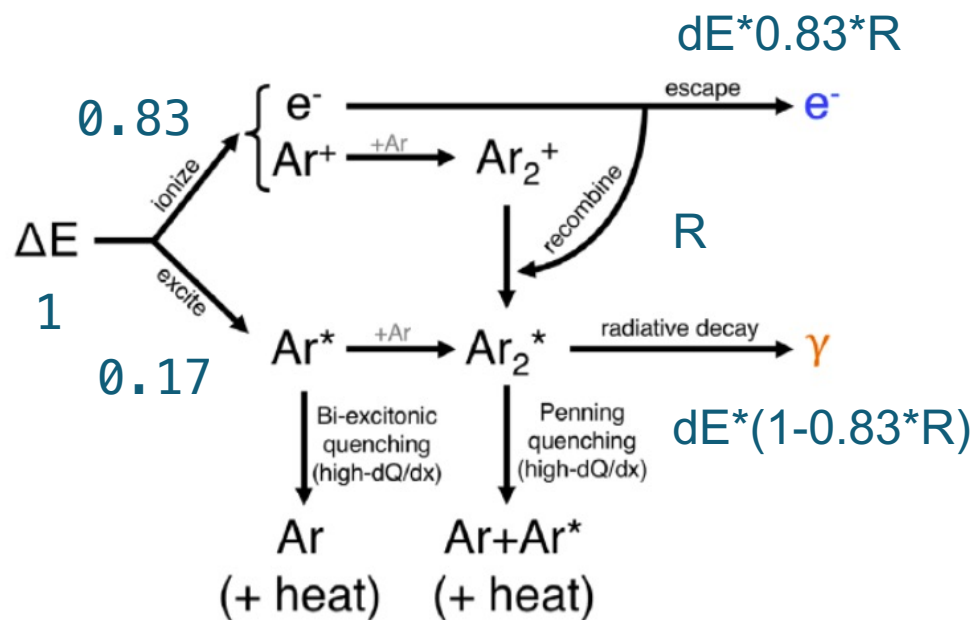 dE*0.83*R
0.83
e⁻
escape
e⁻
ionize
Ar⁺
+Ar
Ar₂⁺
recombine
R
ΔE
1
excite
0.17
Ar*
+Ar
Ar₂*
radiative decay
γ
dE*(1-0.83*R)
Bi-excitonic
quenching
(high-dQ/dx)
Penning
quenching
(high-dQ/dx)
Ar
(+ heat)
Ar+Ar*
(+ heat)